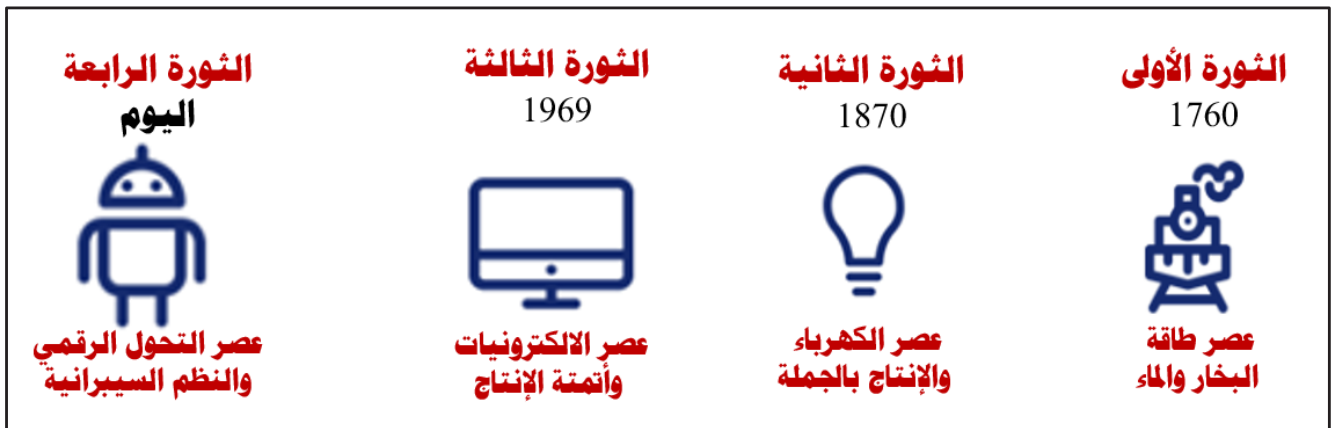 الثورة الأولى
1760
عصر طاقة
البخار والماء
الثورة الثانية
1870
عصر الكهرباء
والإنتاج بالجملة
الثورة الثالثة
1969
عصر الالكترونيات
وأتمتة الإنتاج
الثورة الرابعة
اليوم
عصر التحول الرقمي
والنظم السيبرانية